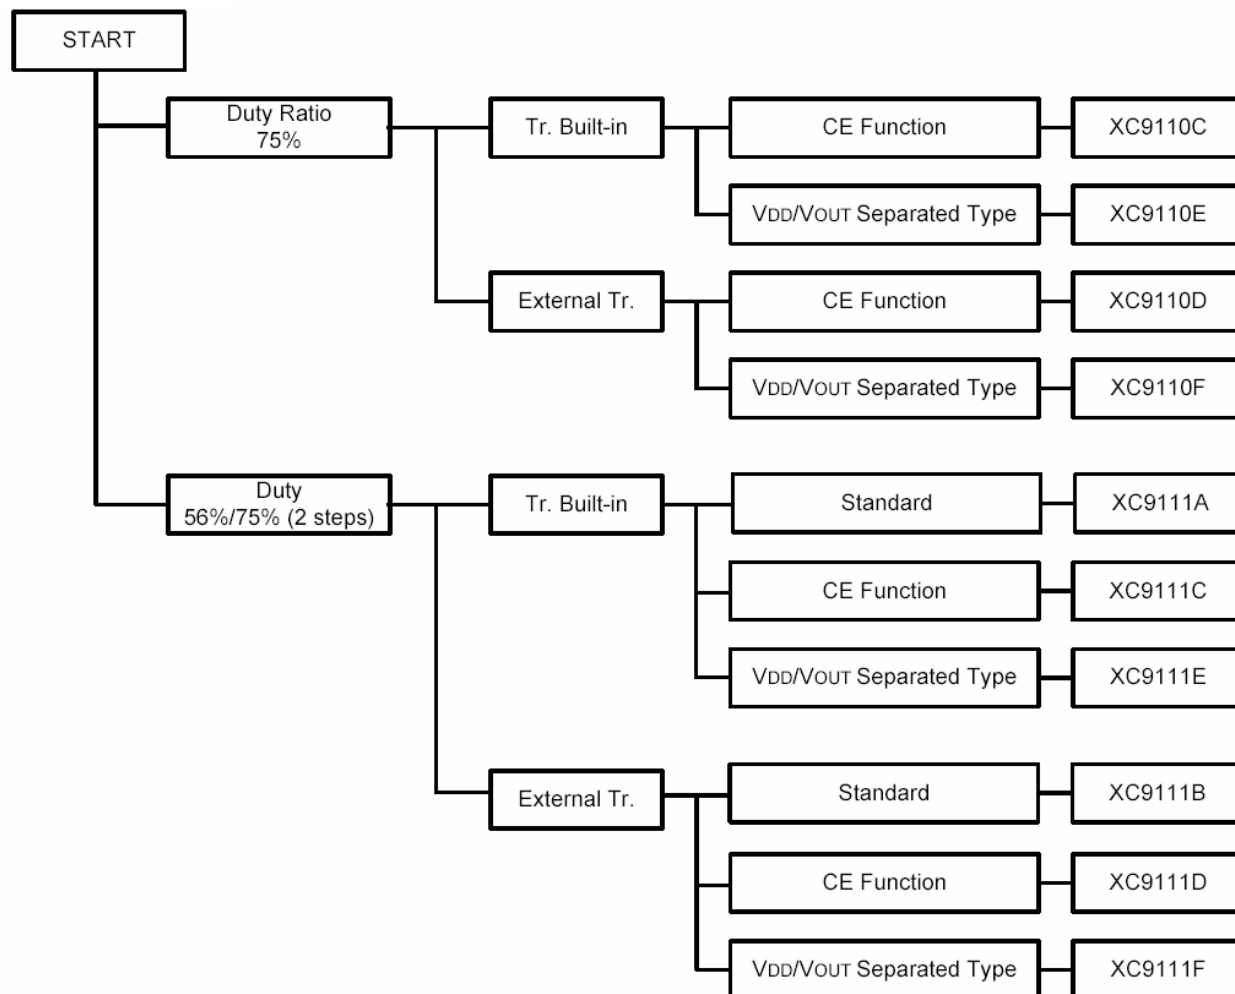 START
Duty Ratio
75%
Tr. Built-in
CE Function
XC9110C
VDD/VOUT Separated Type
XC9110E
External Tr.
CE Function
XC9110D
VDD/VOUT Separated Type
XC9110F
Duty
56%/75% (2 steps)
Tr. Built-in
Standard
XC9111A
CE Function
XC9111C
VDD/VOUT Separated Type
XC9111E
External Tr.
Standard
XC9111B
CE Function
XC9111D
VDD/VOUT Separated Type
XC9111F